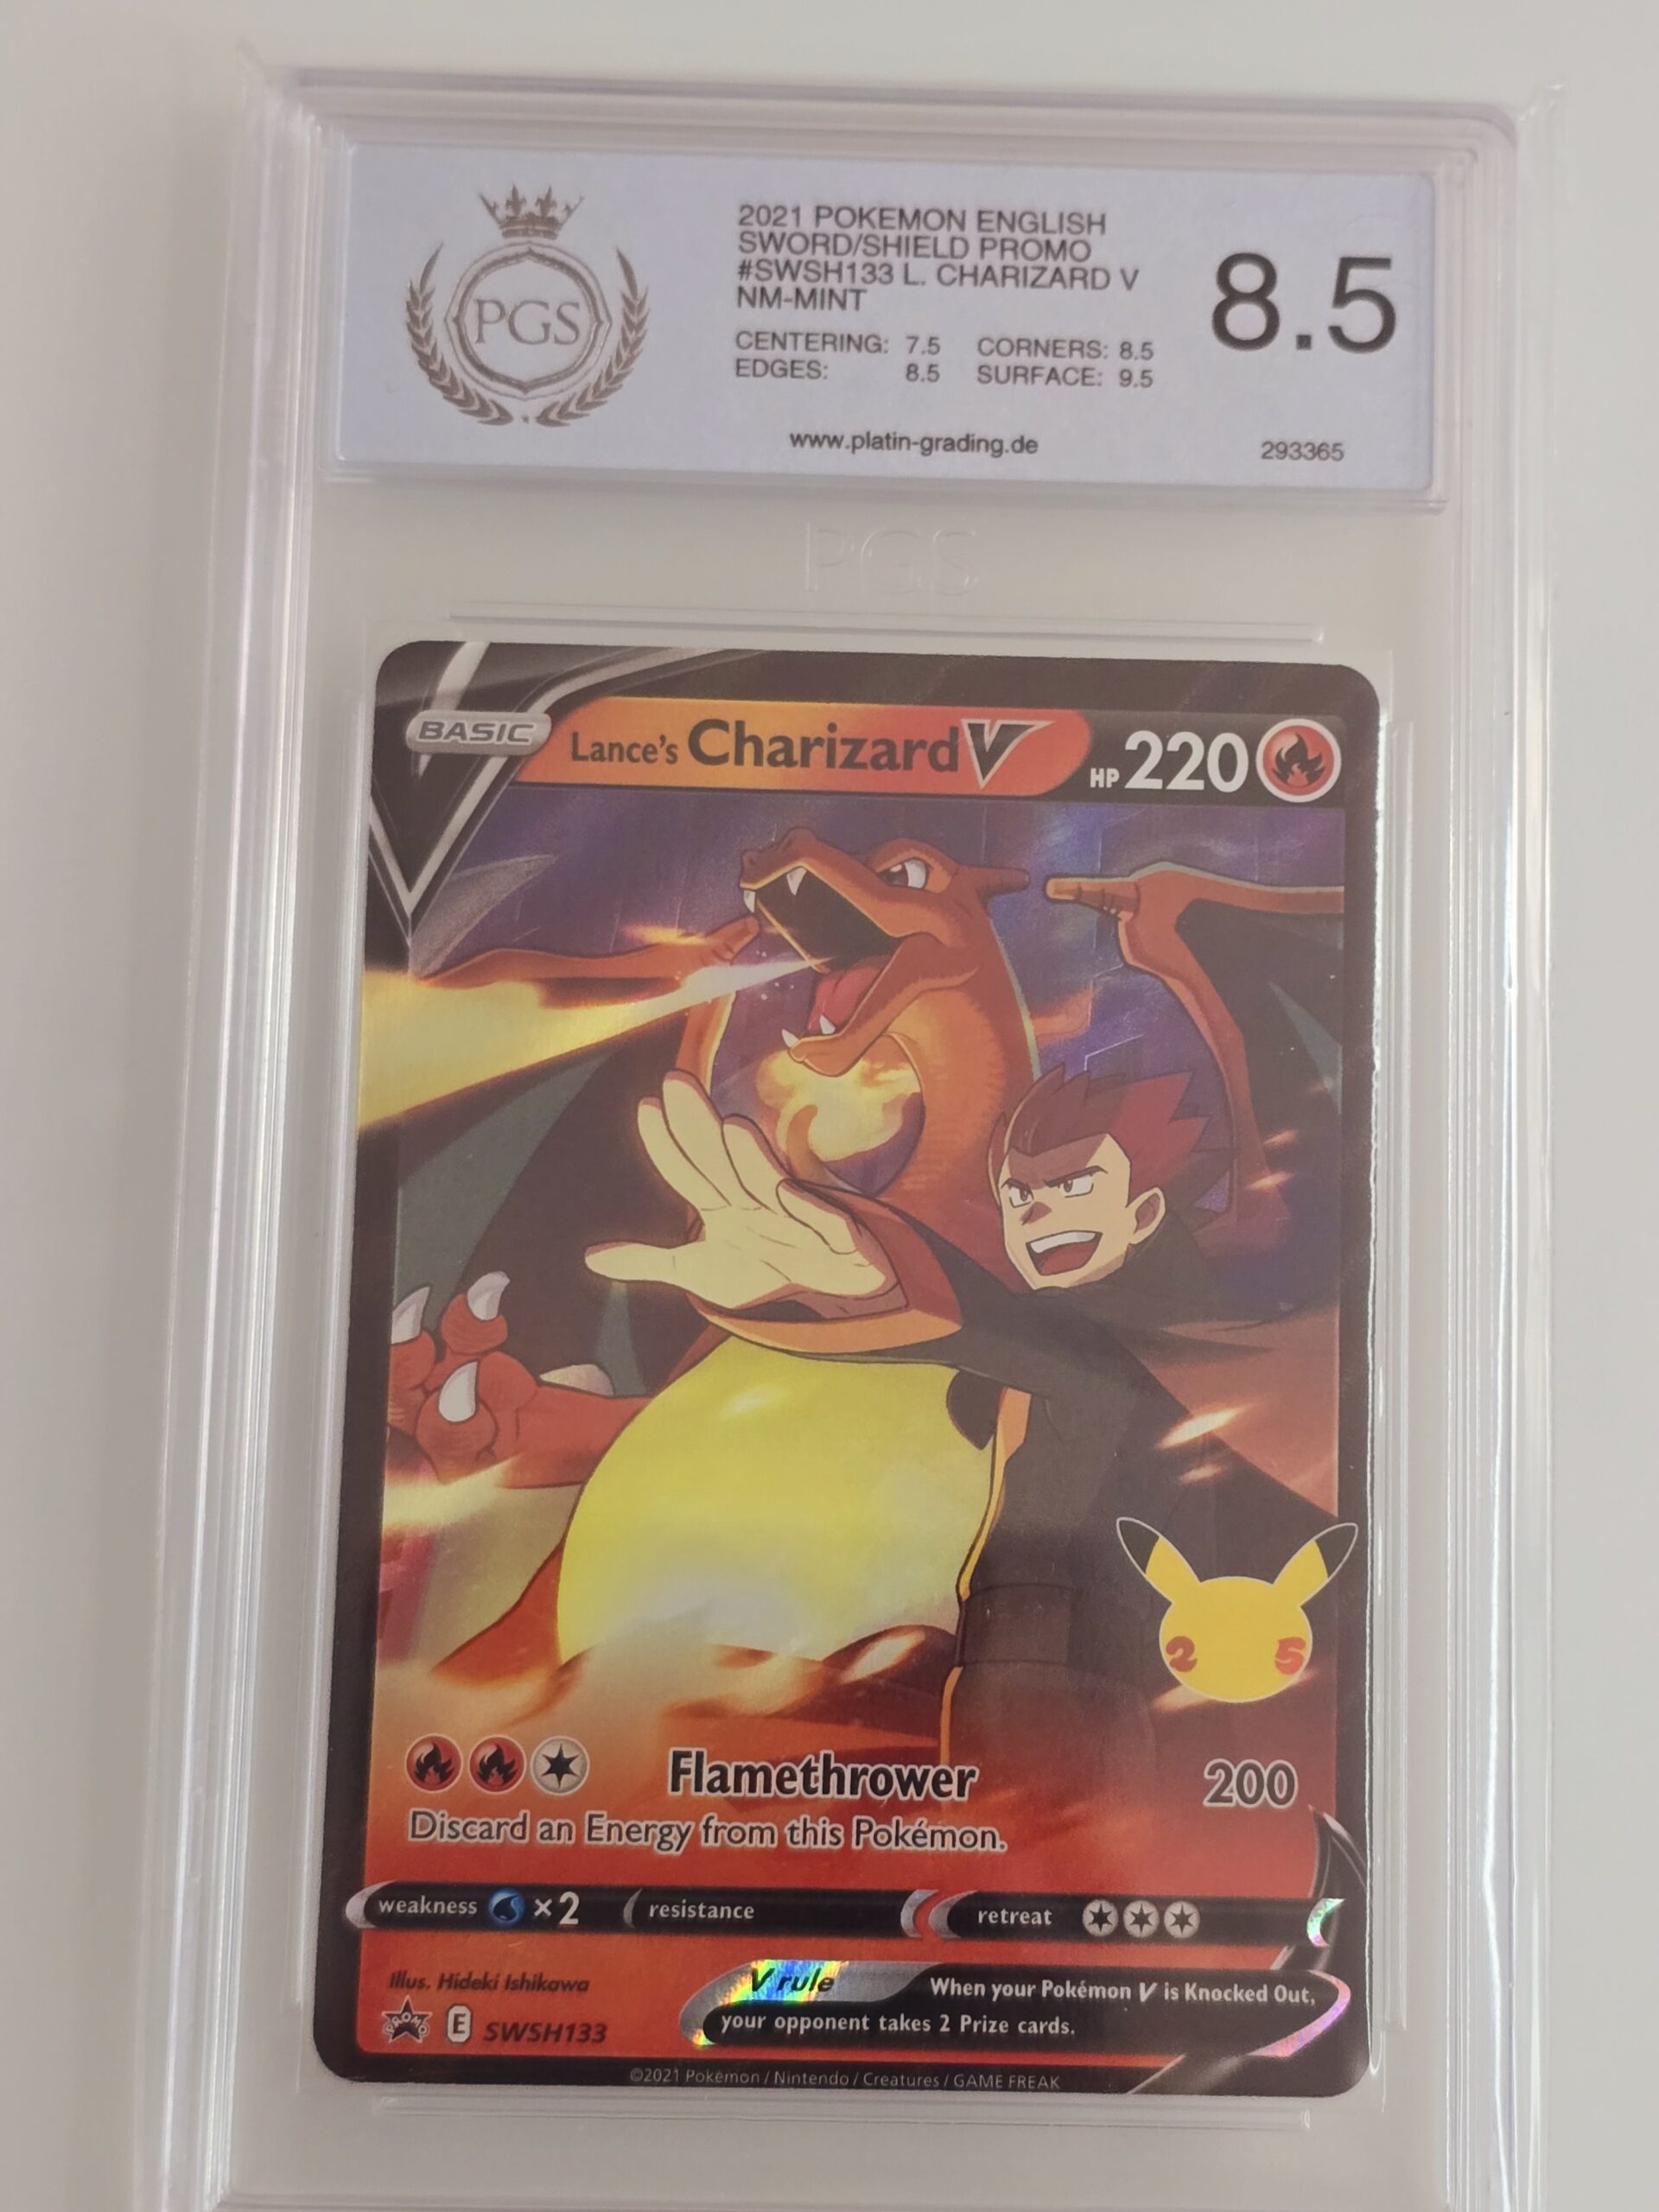 PGS
2021 POKEMON ENGLISH
SWORD/SHIELD PROMO
#SWSH133 L. CHARIZARD V
NM-MINT
CENTERING: 7.5 CORNERS: 8.5
EDGES: 8.5 SURFACE: 9.5
8.5
www.platin-grading.de
293365
PGS
BASIC
Lance's Charizard V
HP 220
2 5
Flamethrower 200
Discard an Energy from this Pokémon.
weakness ×2 resistance retreat
Illus. Hideki Ishikawa
V rule
When your Pokémon V is Knocked Out,
your opponent takes 2 Prize cards.
PROMO E SWSH133
©2021 Pokémon / Nintendo / Creatures / GAME FREAK